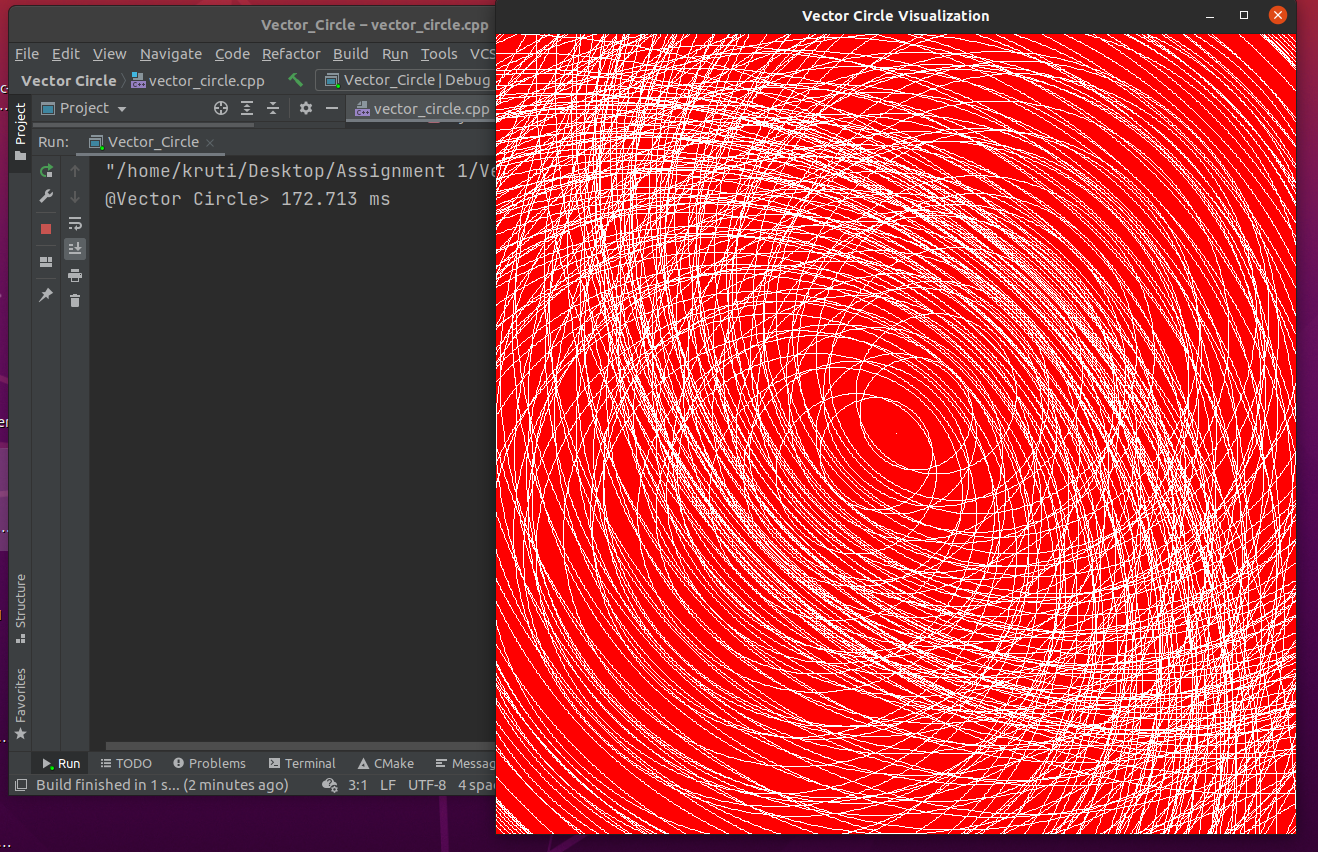 Vector_Circle – vector_circle.cpp
Vector Circle Visualization
File Edit View Navigate Code Refactor Build Run Tools VCS
Vector Circle vector_circle.cpp Vector_Circle | Debug
Project vector_circle.cpp
Project
Run: Vector_Circle
"/home/kruti/Desktop/Assignment 1/Ve
@Vector Circle> 172.713 ms
Structure
Favorites
Run TODO Problems Terminal CMake Messag
Build finished in 1 s... (2 minutes ago) 3:1 LF UTF-8 4 spac